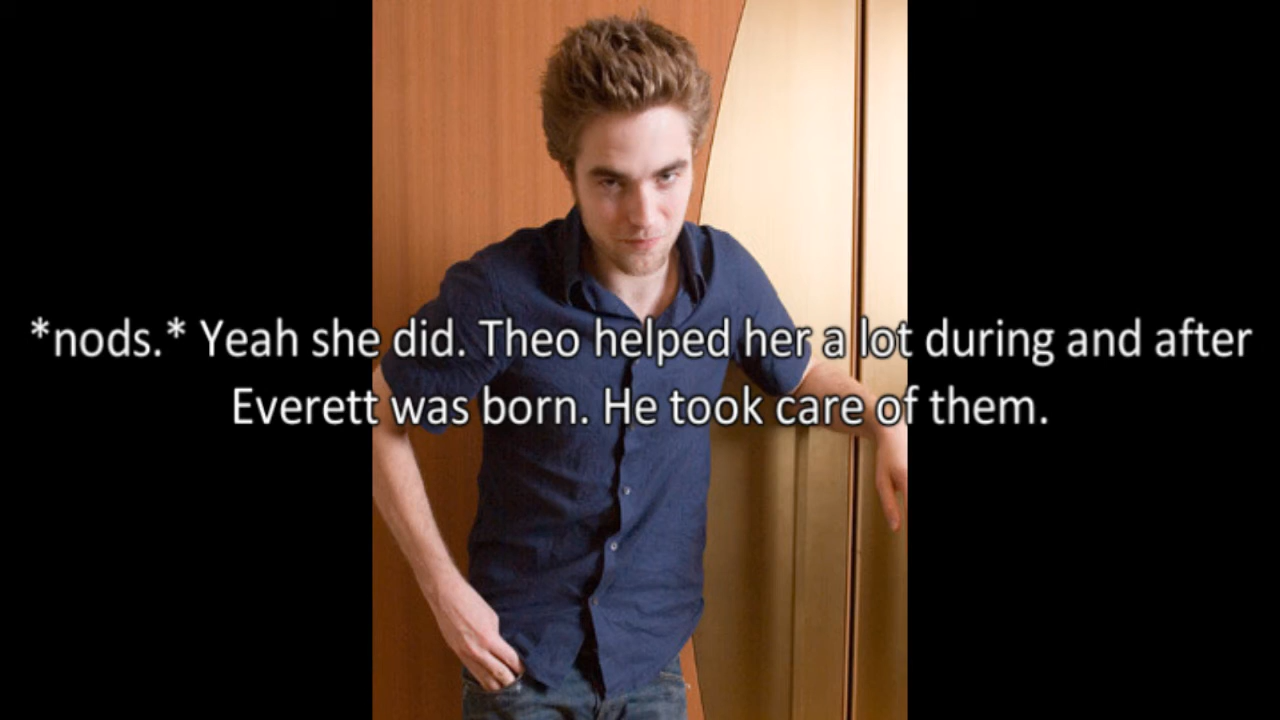 *nods.* Yeah she did. Theo helped her a lot during and after
Everett was born. He took care of them.